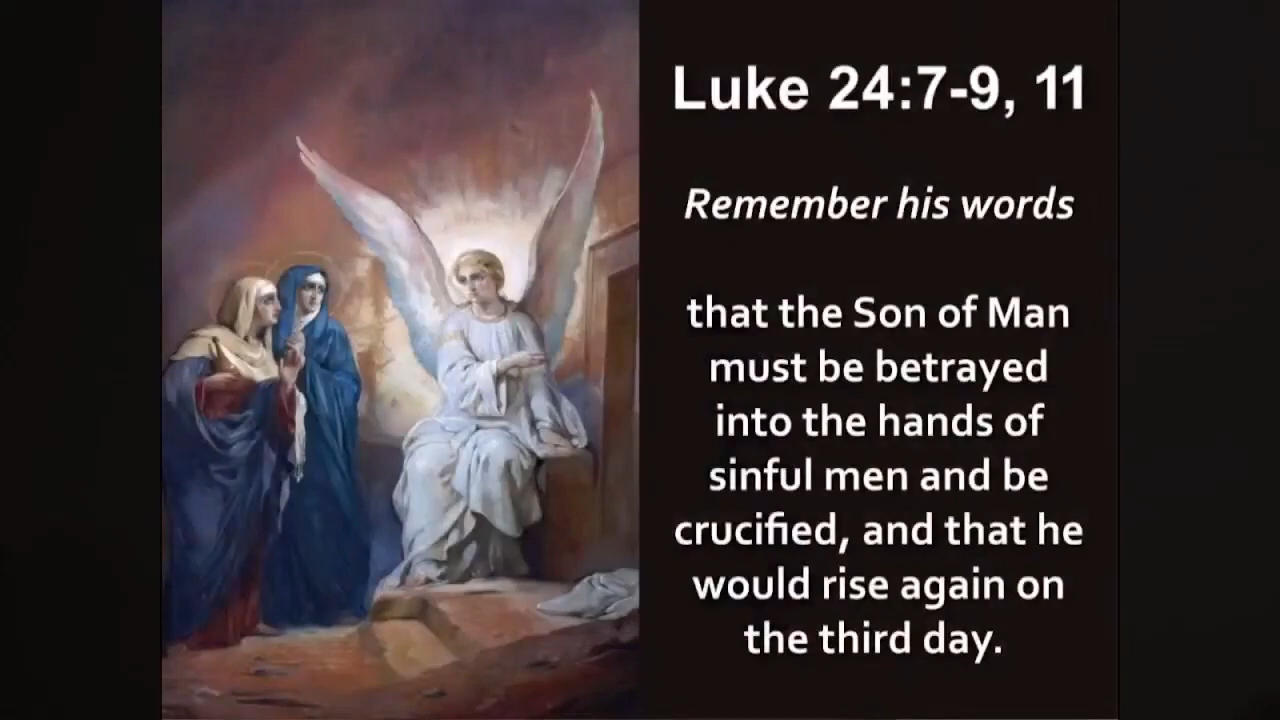 Luke 24:7-9, 11
Remember his words
that the Son of Man
must be betrayed
into the hands of
sinful men and be
crucified, and that he
would rise again on
the third day.